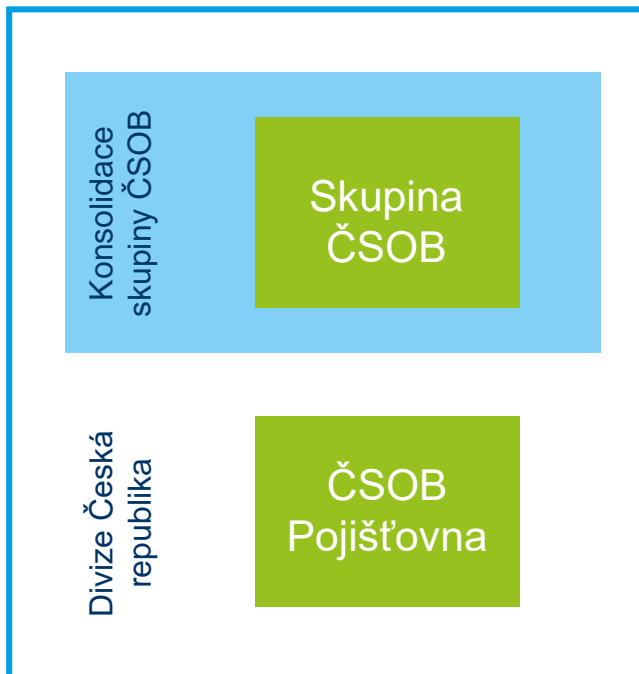 Konsolidace
skupiny ČSOB
Skupina
ČSOB
Divize Česká
republika
ČSOB
Pojišťovna